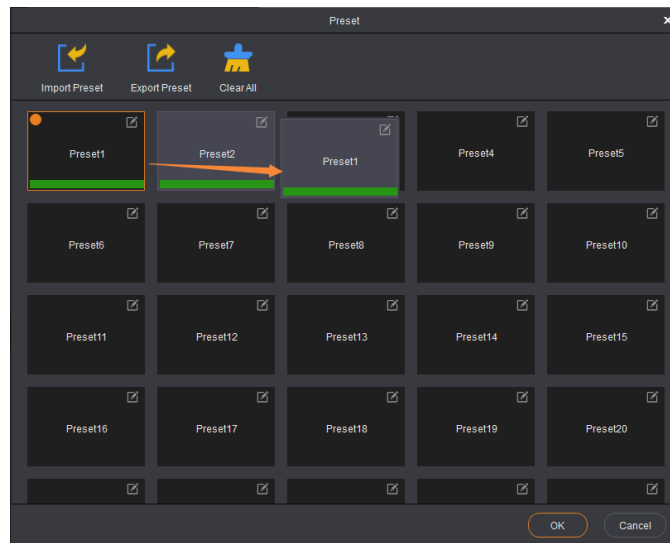 Preset
Import Preset Export Preset Clear All
Preset1 Preset2 Preset1 Preset4 Preset5
Preset6 Preset7 Preset8 Preset9 Preset10
Preset11 Preset12 Preset13 Preset14 Preset15
Preset16 Preset17 Preset18 Preset19 Preset20
OK Cancel